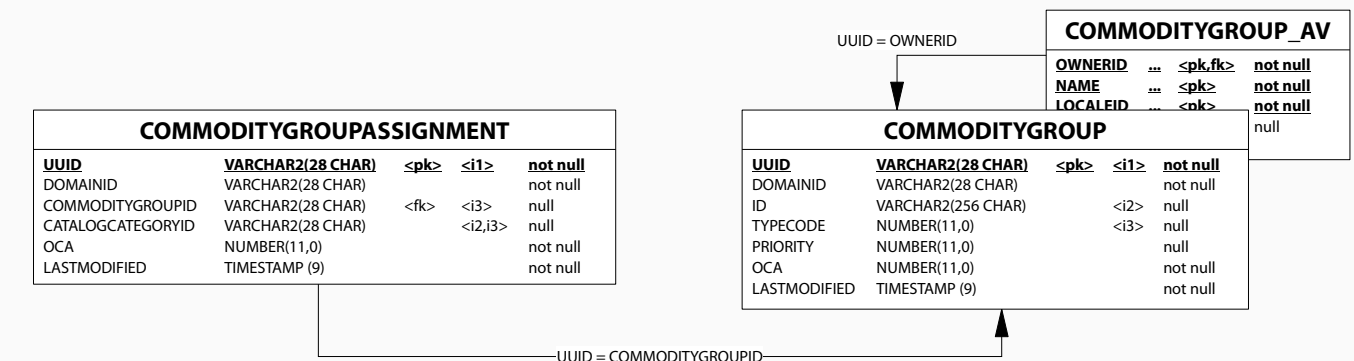 UUID = OWNERID
COMMODITYGROUP_AV
OWNERID ... <pk,fk> not null
NAME ... <pk> not null
LOCALEID ... <pk> not null
null
COMMODITYGROUPASSIGNMENT
UUID VARCHAR2(28 CHAR) <pk> <i1> not null
DOMAINID VARCHAR2(28 CHAR) not null
COMMODITYGROUPID VARCHAR2(28 CHAR) <fk> <i3> null
CATALOGCATEGORYID VARCHAR2(28 CHAR) <i2,i3> null
OCA NUMBER(11,0) not null
LASTMODIFIED TIMESTAMP (9) not null
COMMODITYGROUP
UUID VARCHAR2(28 CHAR) <pk> <i1> not null
DOMAINID VARCHAR2(28 CHAR) not null
ID VARCHAR2(256 CHAR) <i2> null
TYPECODE NUMBER(11,0) <i3> null
PRIORITY NUMBER(11,0) null
OCA NUMBER(11,0) not null
LASTMODIFIED TIMESTAMP (9) not null
UUID = COMMODITYGROUPID